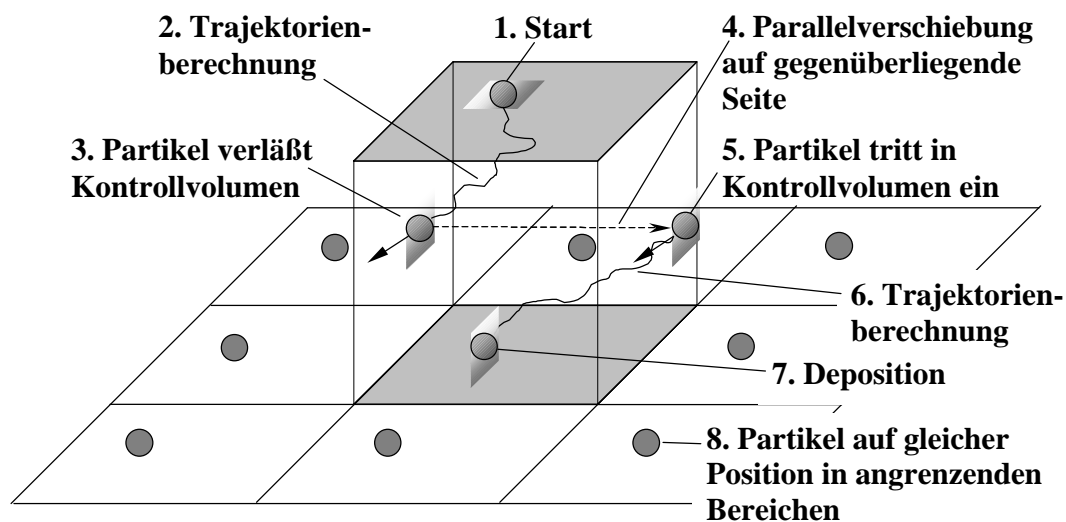 1. Start
2. Trajektorien-
berechnung
3. Partikel verläßt
Kontrollvolumen
4. Parallelverschiebung
auf gegenüberliegende
Seite
5. Partikel tritt in
Kontrollvolumen ein
6. Trajektorien-
berechnung
7. Deposition
8. Partikel auf gleicher
Position in angrenzenden
Bereichen